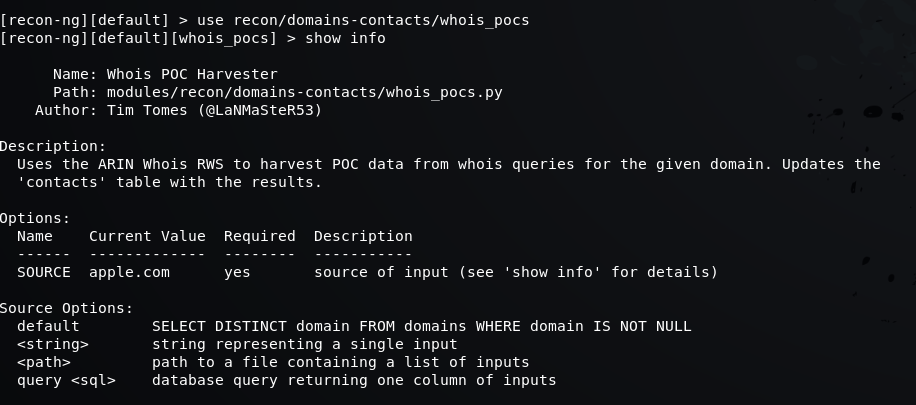 [recon-ng][default] > use recon/domains-contacts/whois_pocs
[recon-ng][default][whois_pocs] > show info
Name: Whois POC Harvester
Path: modules/recon/domains-contacts/whois_pocs.py
Author: Tim Tomes (@LaNMaSteR53)
Description:
Uses the ARIN Whois RWS to harvest POC data from whois queries for the given domain. Updates the
'contacts' table with the results.
Options:
Name    Current Value  Required  Description
------  -------------  --------  -----------
SOURCE  apple.com      yes       source of input (see 'show info' for details)
Source Options:
default        SELECT DISTINCT domain FROM domains WHERE domain IS NOT NULL
<string>       string representing a single input
<path>         path to a file containing a list of inputs
query <sql>    database query returning one column of inputs